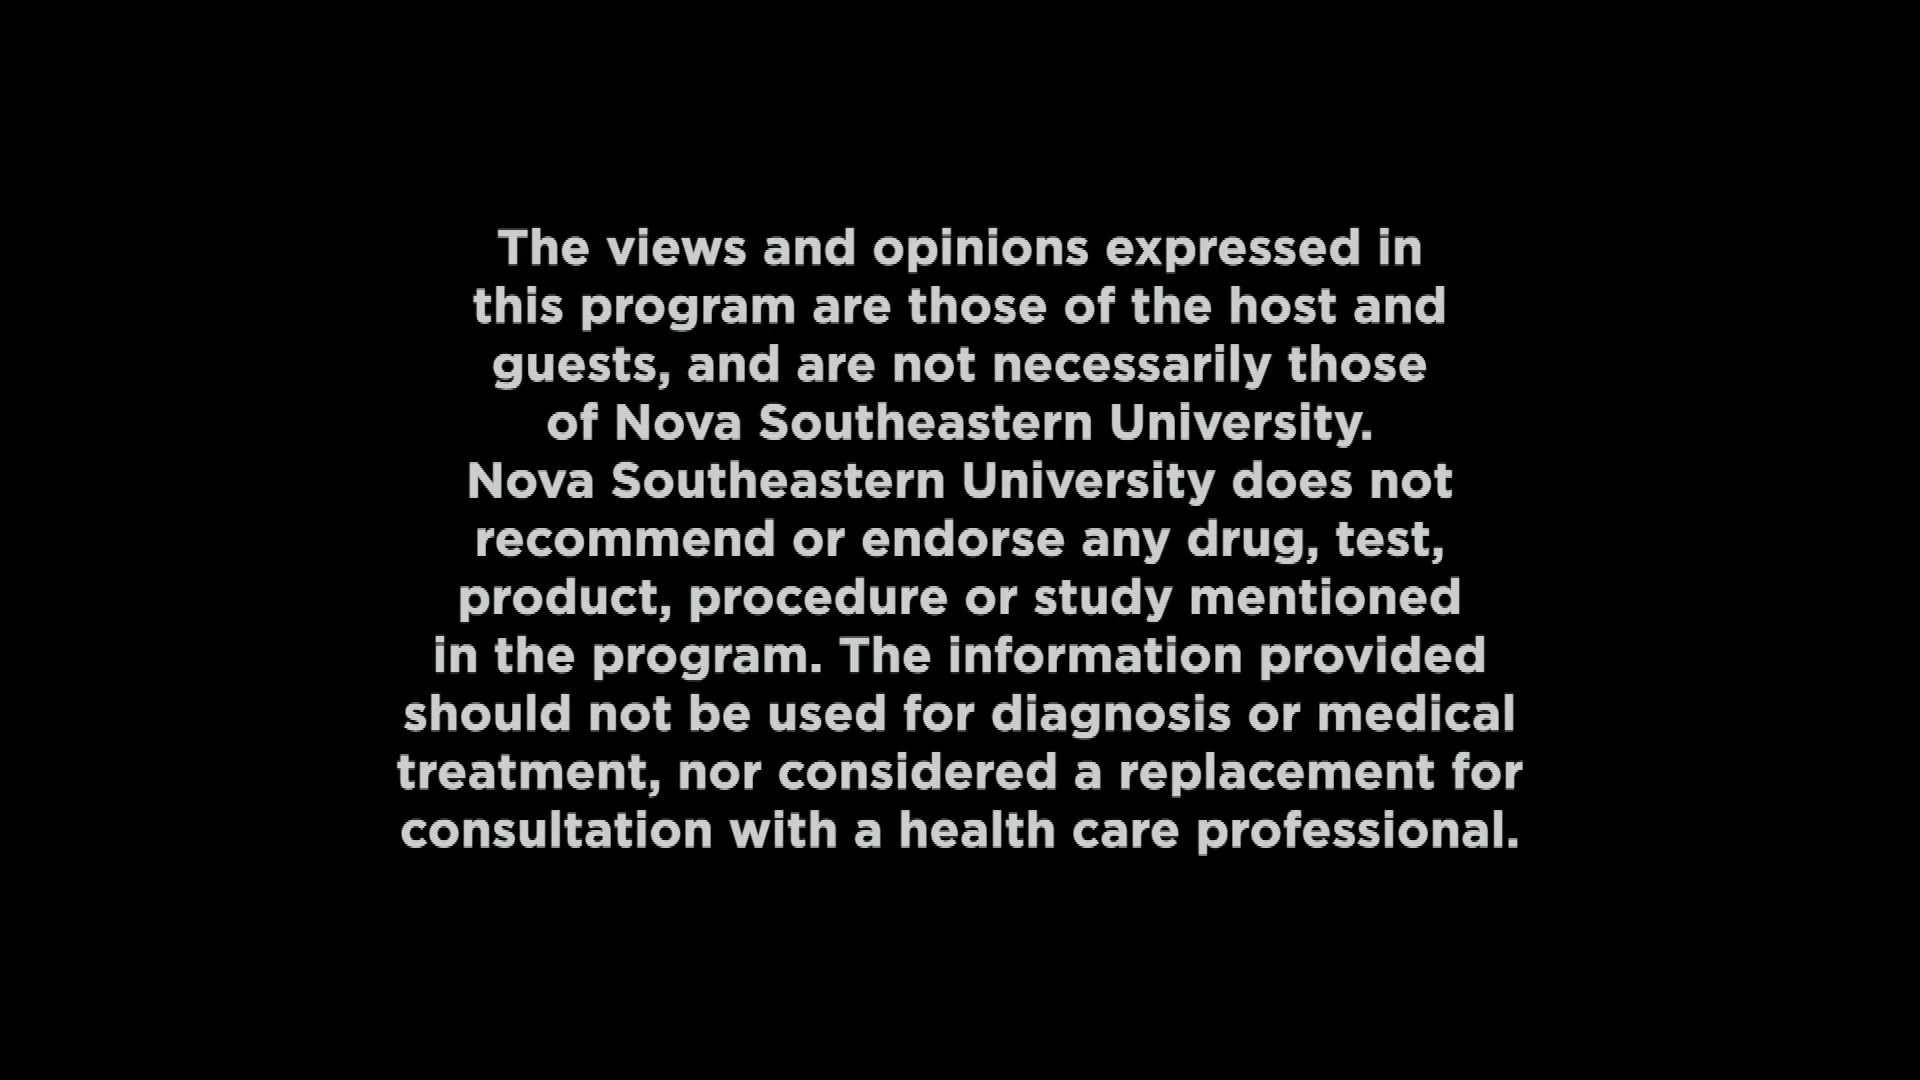 The views and opinions expressed in
this program are those of the host and
guests, and are not necessarily those
of Nova Southeastern University.
Nova Southeastern University does not
recommend or endorse any drug, test,
product, procedure or study mentioned
in the program. The information provided
should not be used for diagnosis or medical
treatment, nor considered a replacement for
consultation with a health care professional.